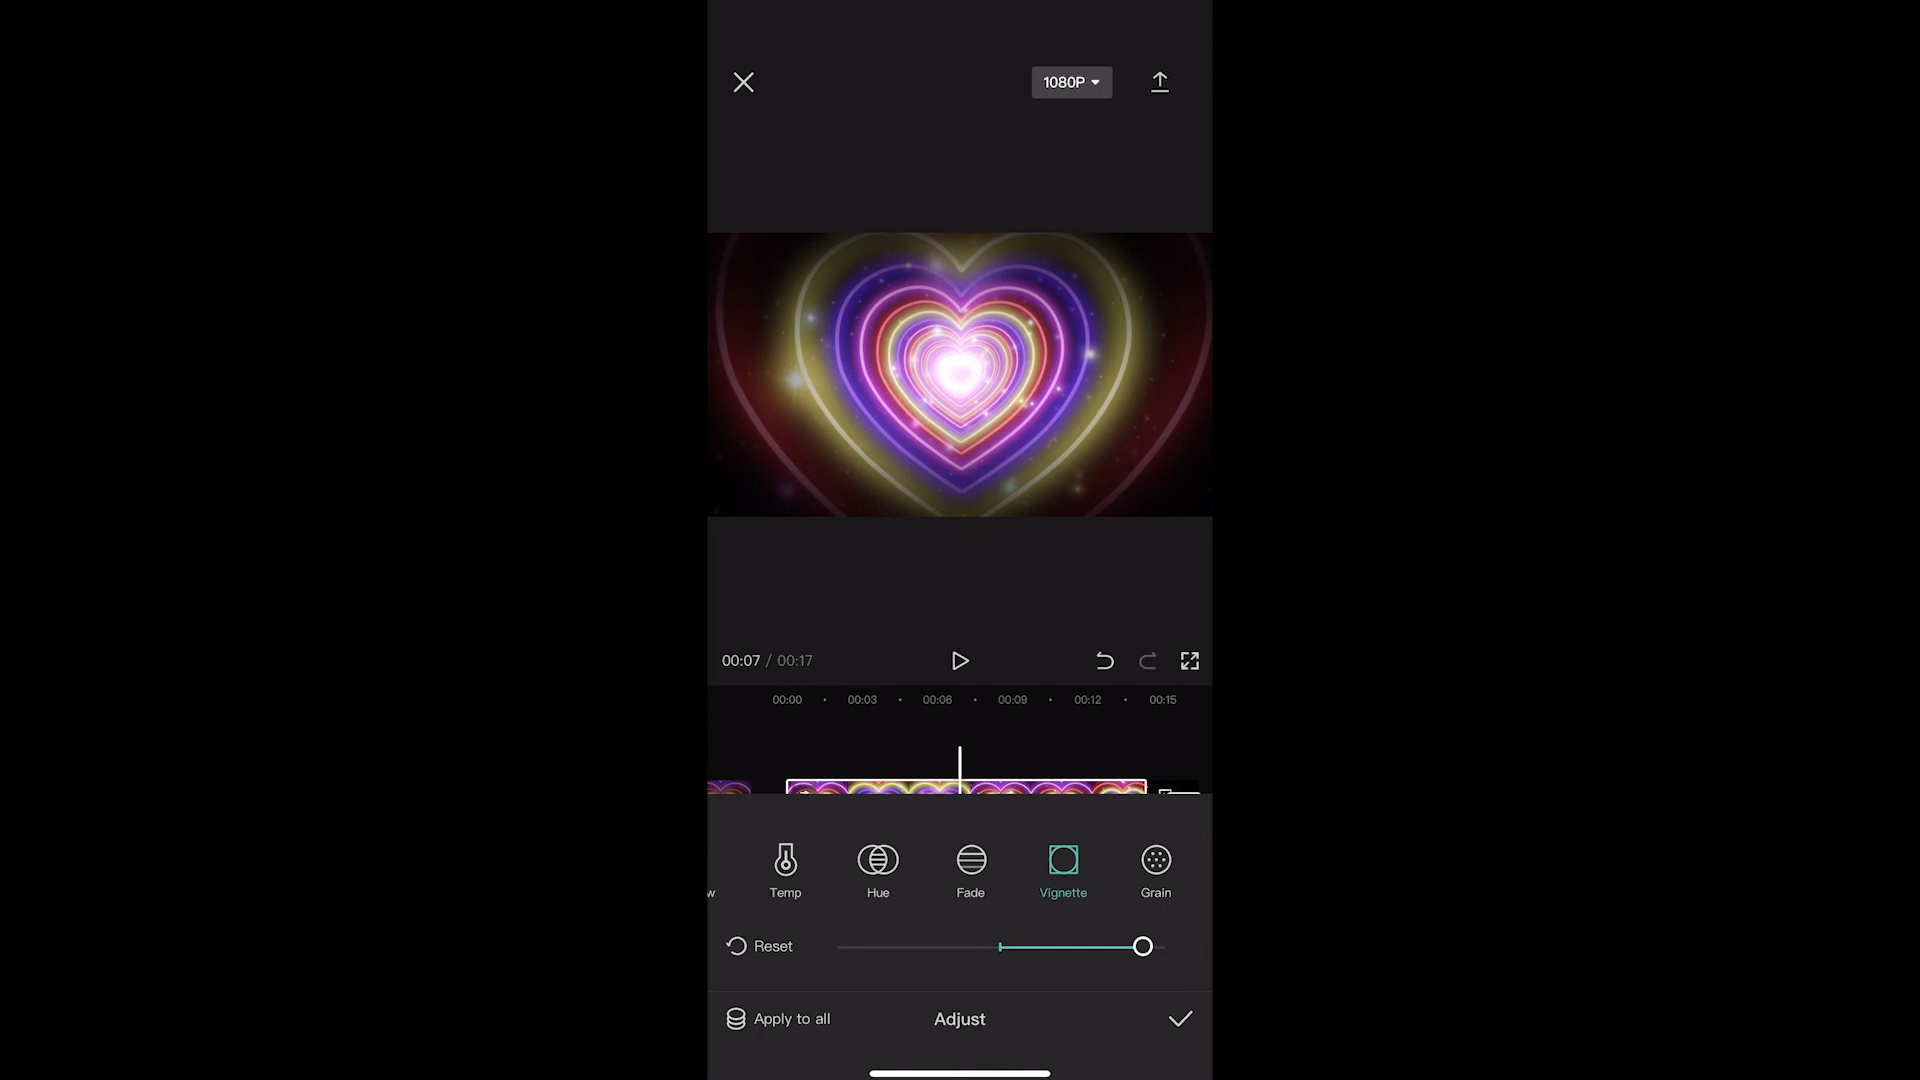 1080P
00:07 / 00:17
00:00 00:03 00:06 00:09 00:12 00:15
w Temp Hue Fade Vignette Grain
Reset
Apply to all Adjust